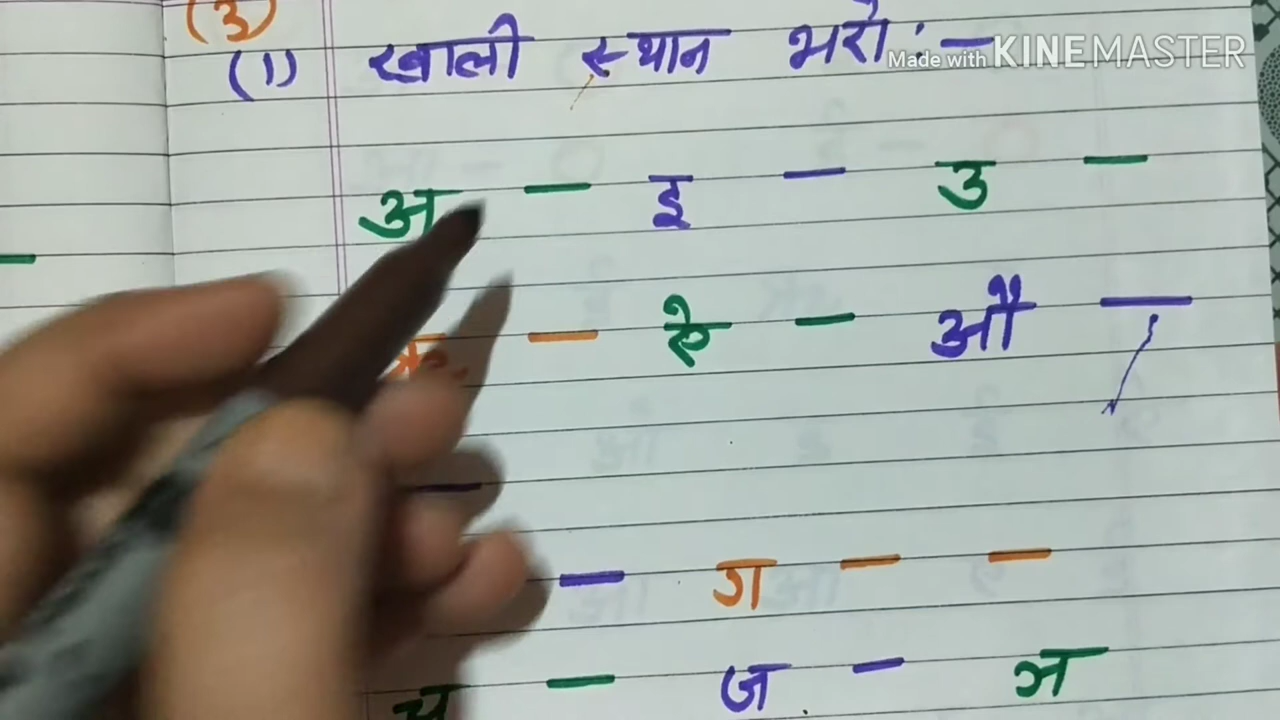 (3)
(1) खाली स्थान भरो :-
Made with KINEMASTER
अ - इ - उ -
ऋ - ऐ - औ -
-
- ग - -
च - ज - ञ